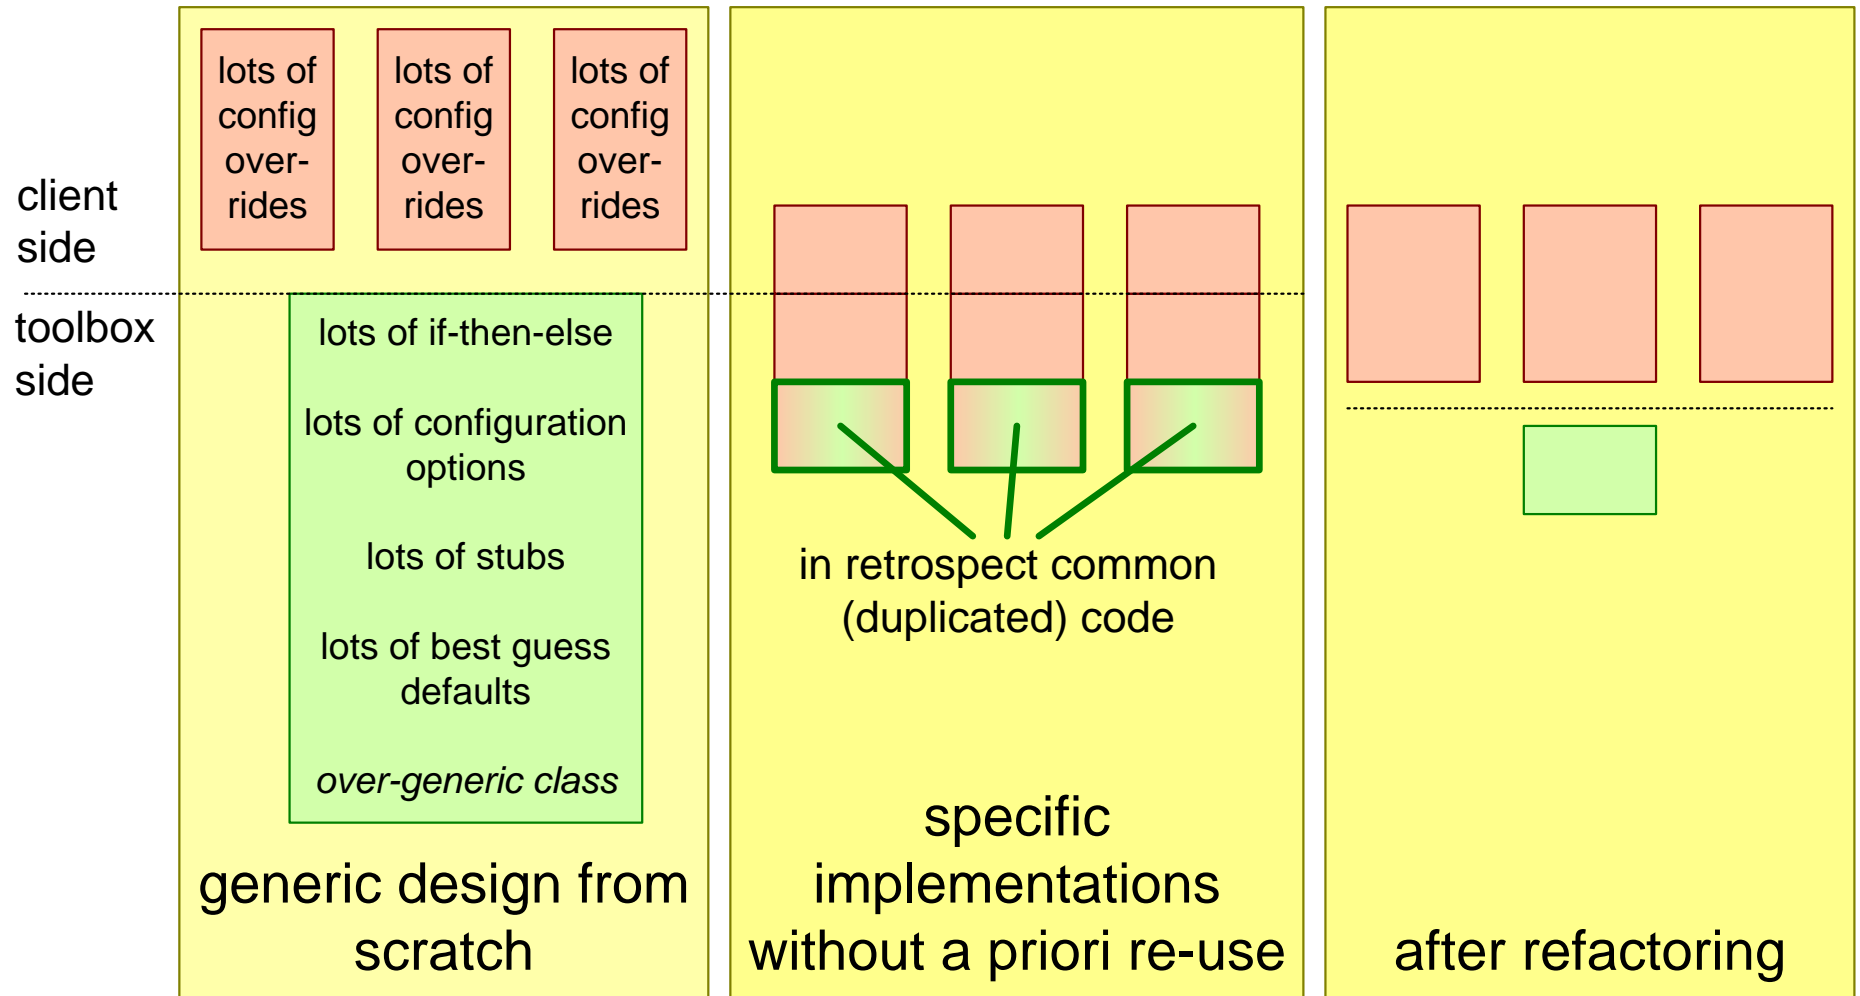 client
side
toolbox
side
lots of
config
over-
rides
lots of
config
over-
rides
lots of
config
over-
rides
lots of if-then-else
lots of configuration
options
lots of stubs
lots of best guess
defaults
over-generic class
generic design from
scratch
in retrospect common
(duplicated) code
specific
implementations
without a priori re-use
after refactoring